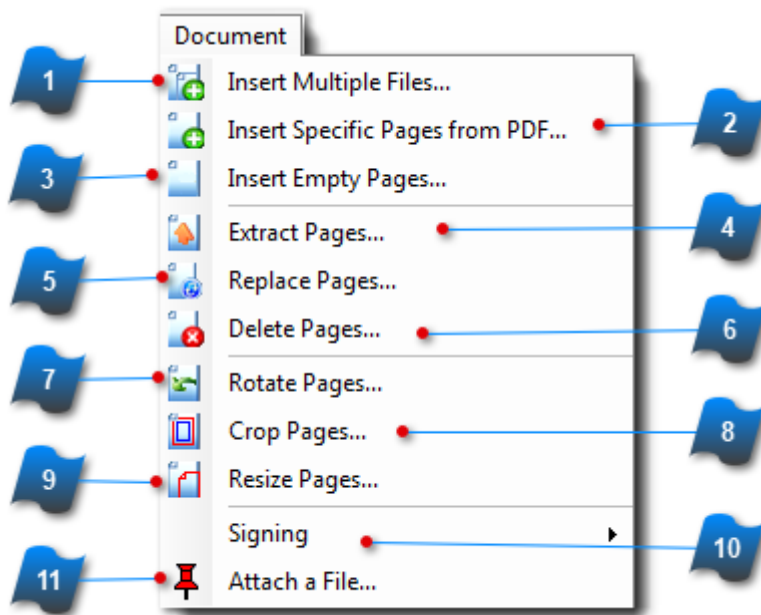 Document
1
Insert Multiple Files...
Insert Specific Pages from PDF...
2
3
Insert Empty Pages...
Extract Pages...
4
5
Replace Pages...
Delete Pages...
6
7
Rotate Pages...
Crop Pages...
8
9
Resize Pages...
Signing
10
11
Attach a File...